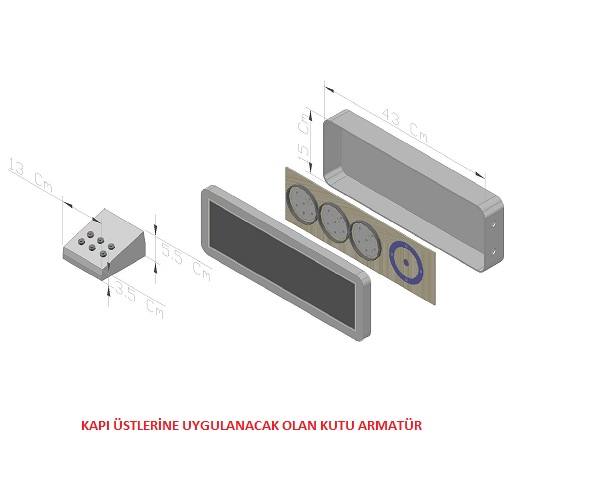 43 Cm
15 Cm
13 Cm
5.5 Cm
3.5 Cm
KAPI ÜSTLERİNE UYGULANACAK OLAN KUTU ARMATÜR